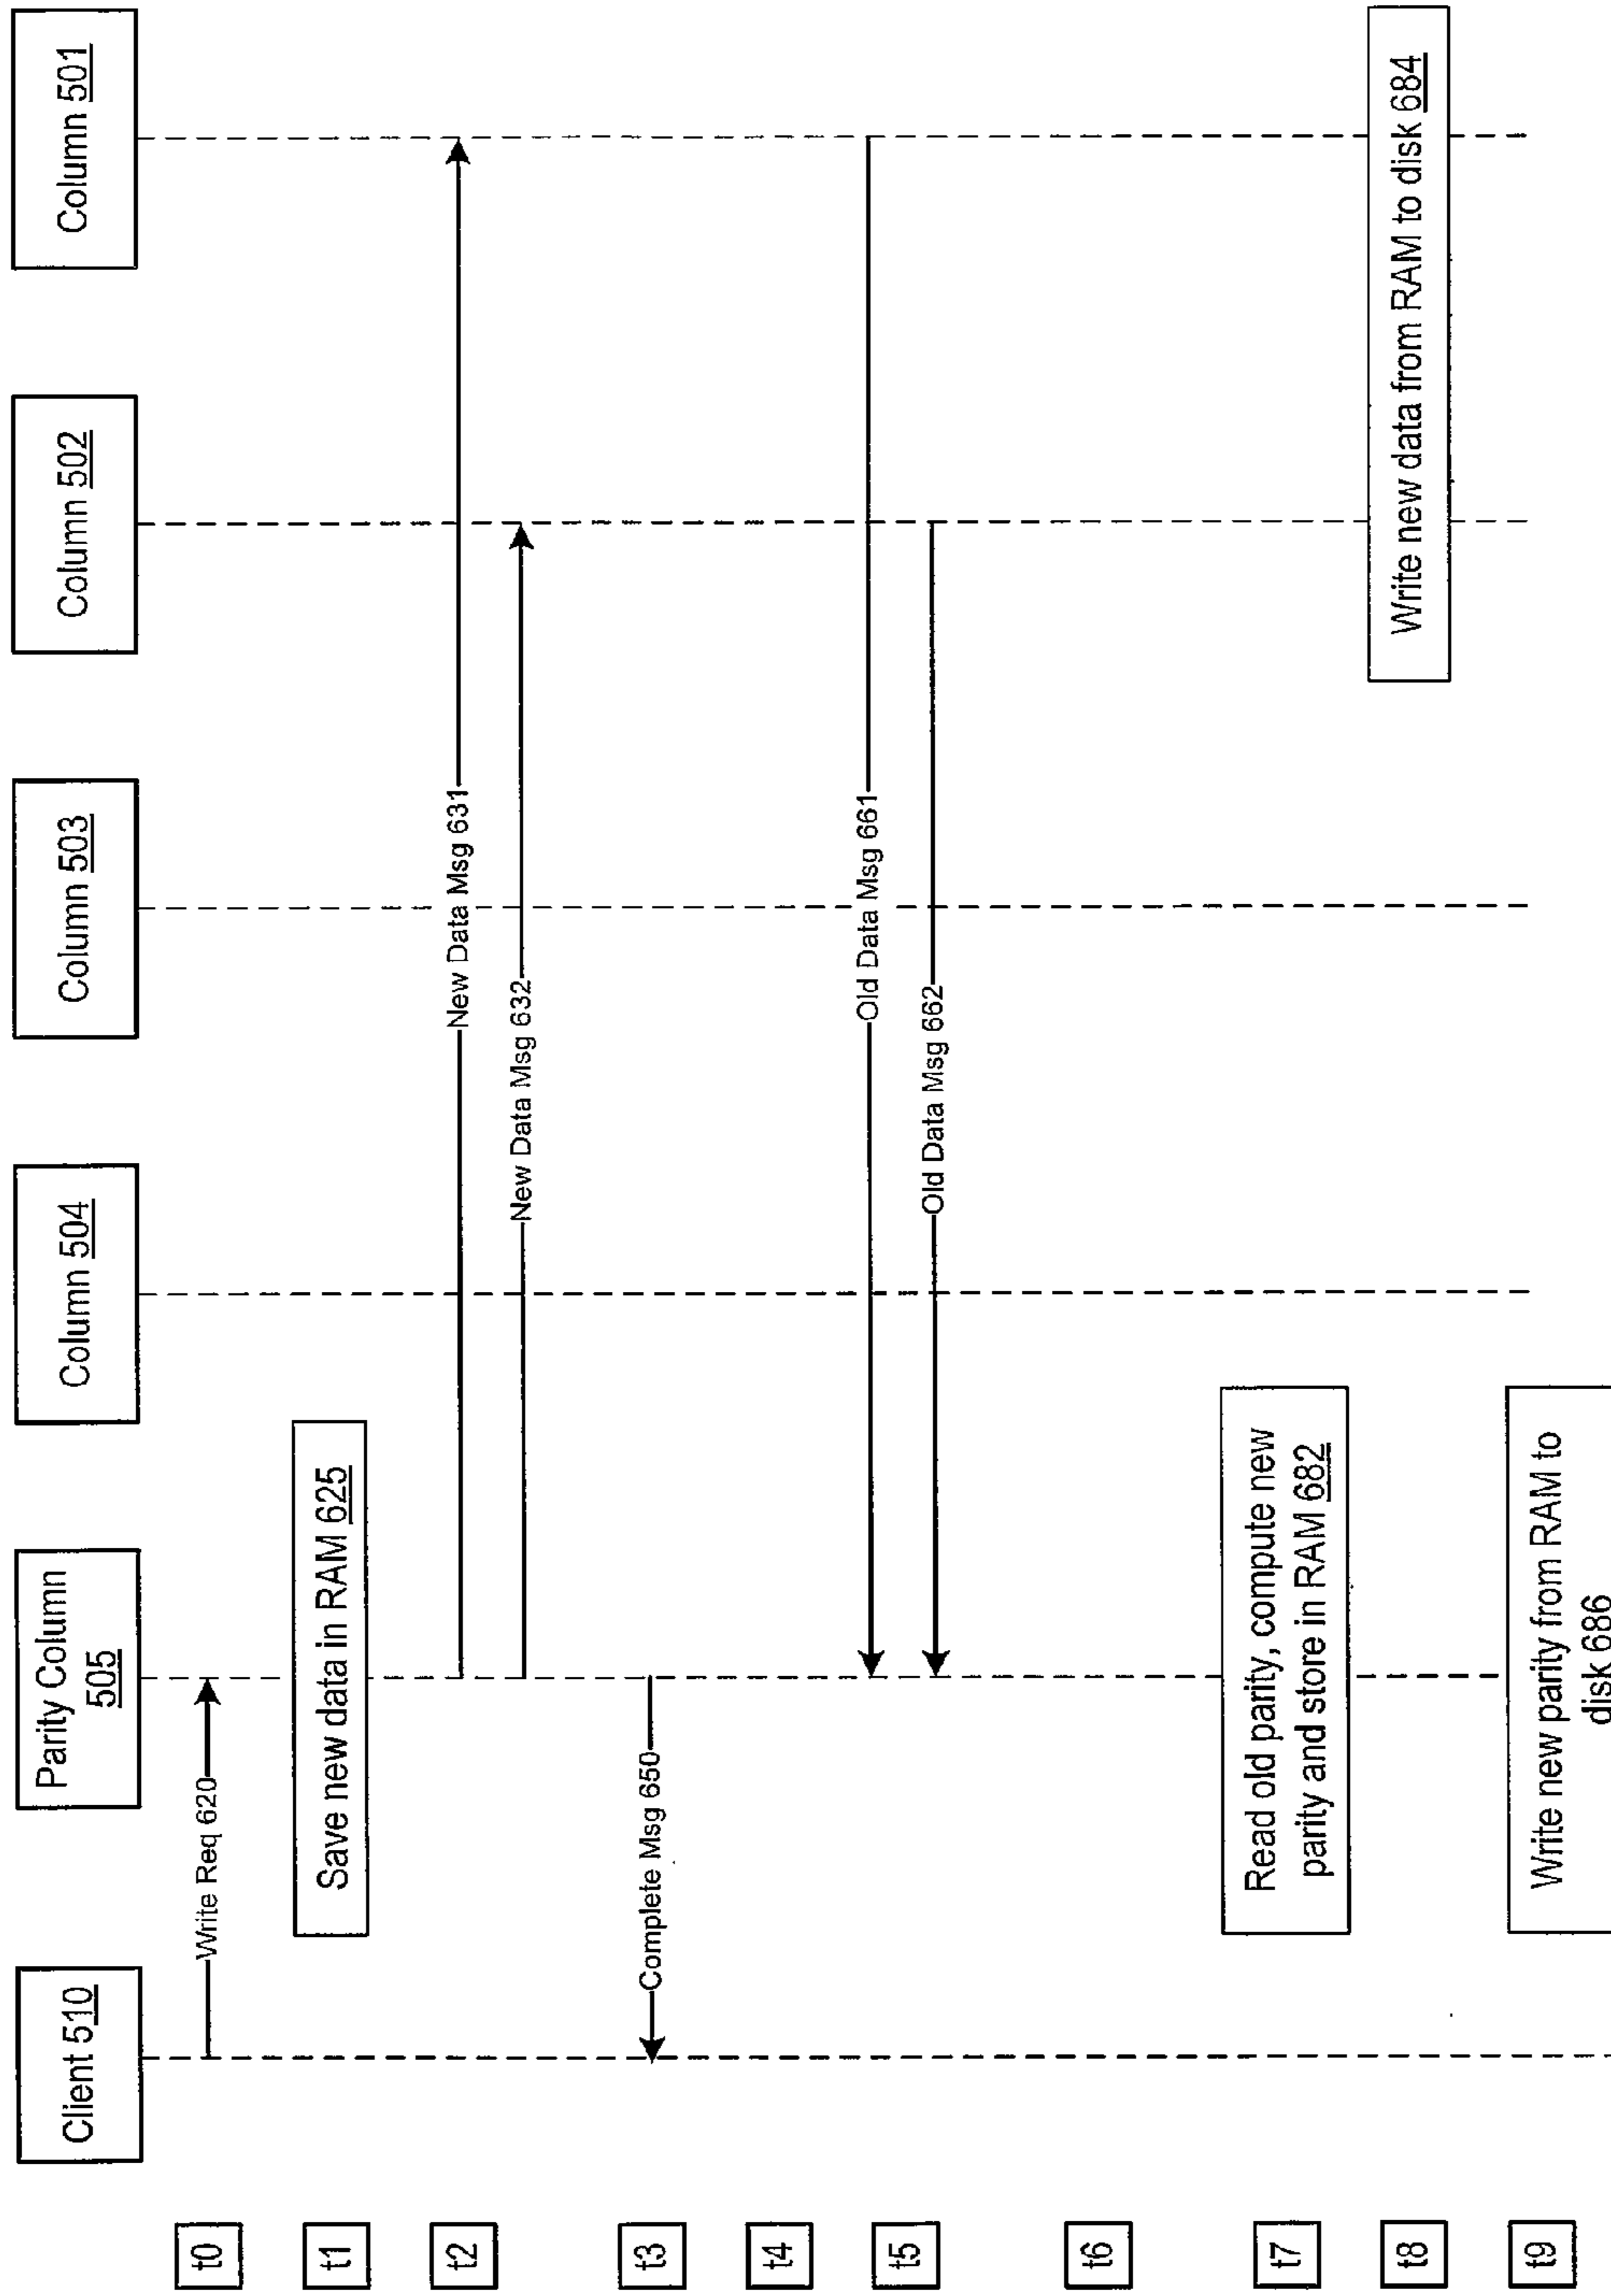 Client 510
Parity Column
505
Column 504
Column 503
Column 502
Column 501
t0
Write Req 620
t1
Save new data in RAM 625
t2
New Data Msg 631
New Data Msg 632
t3
Complete Msg 650
t4
t5
Old Data Msg 661
Old Data Msg 662
t6
t7
Read old parity, compute new
parity and store in RAM 682
t8
Write new data from RAM to disk 684
t9
Write new parity from RAM to
disk 686